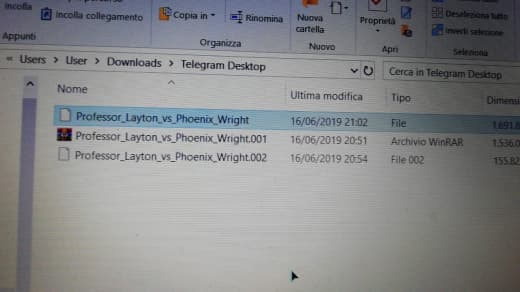 incolla
Incolla collegamento
Copia in
Rinomina
Nuova
cartella
Proprietà
Deseleziona tutto
Inverti selezione
Appunti
Organizza
Nuovo
Apri
Seleziona
« Users > User > Downloads > Telegram Desktop
Cerca in Telegram Desktop
Nome Ultima modifica Tipo Dimensi
Professor_Layton_vs_Phoenix_Wright 16/06/2019 21:02 File 1.691.8
Professor_Layton_vs_Phoenix_Wright.001 16/06/2019 20:51 Archivio WinRAR 1.536.0
Professor_Layton_vs_Phoenix_Wright.002 16/06/2019 20:54 File 002 155.82